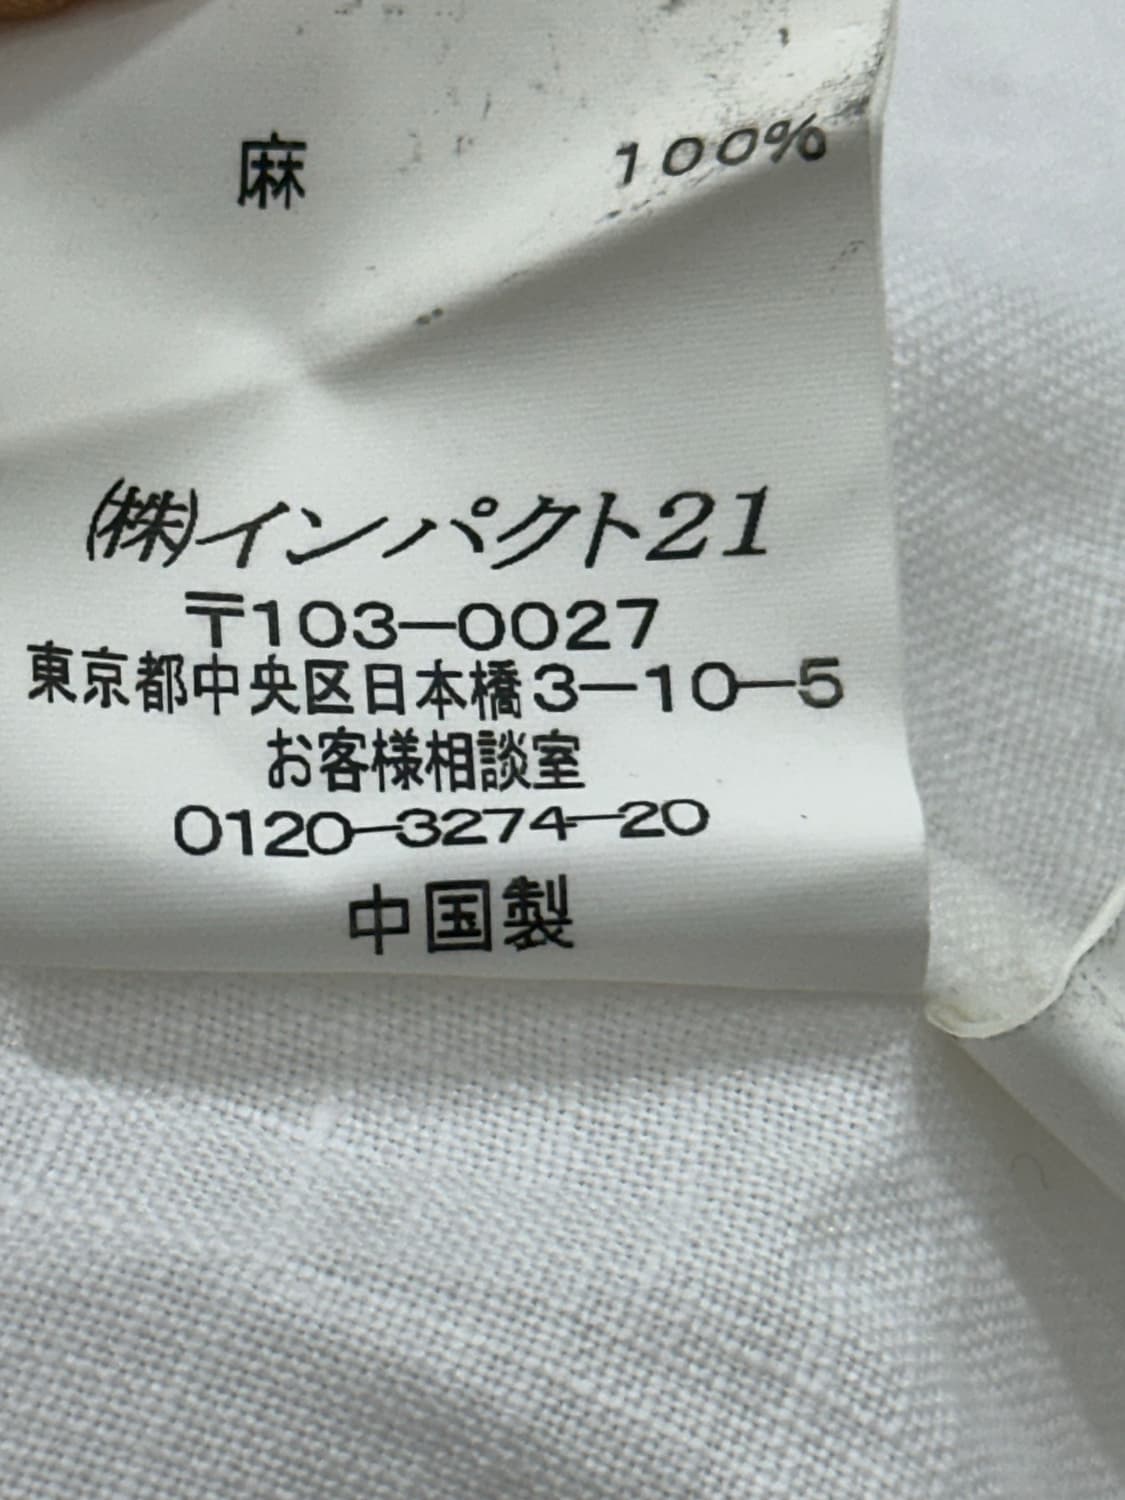 麻 100%
㈱インパクト21
〒103-0027
東京都中央区日本橋3-10-5
お客様相談室
0120-3274-20
中国製